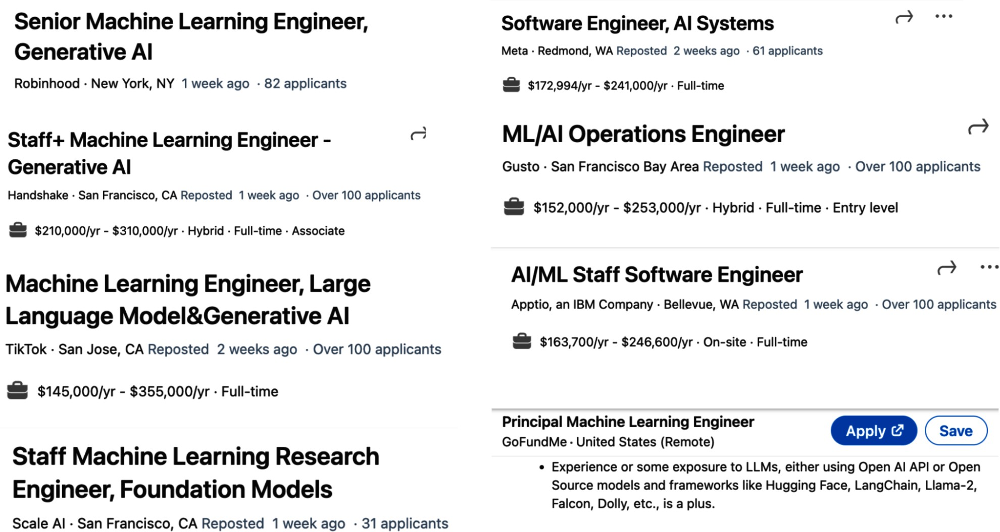 Senior Machine Learning Engineer,
Generative AI
Robinhood · New York, NY 1 week ago · 82 applicants
Staff+ Machine Learning Engineer -
Generative AI
Handshake · San Francisco, CA Reposted 1 week ago · Over 100 applicants
$210,000/yr - $310,000/yr · Hybrid · Full-time · Associate
Machine Learning Engineer, Large
Language Model&Generative AI
TikTok · San Jose, CA Reposted 2 weeks ago · Over 100 applicants
$145,000/yr - $355,000/yr · Full-time
Staff Machine Learning Research
Engineer, Foundation Models
Scale AI · San Francisco, CA Reposted 1 week ago · 31 applicants
Software Engineer, AI Systems
Meta · Redmond, WA Reposted 2 weeks ago · 61 applicants
$172,994/yr - $241,000/yr · Full-time
ML/AI Operations Engineer
Gusto · San Francisco Bay Area Reposted 1 week ago · Over 100 applicants
$152,000/yr - $253,000/yr · Hybrid · Full-time · Entry level
AI/ML Staff Software Engineer
Apptio, an IBM Company · Bellevue, WA Reposted 1 week ago · Over 100 applicants
$163,700/yr - $246,600/yr · On-site · Full-time
Principal Machine Learning Engineer
GoFundMe · United States (Remote)
Apply
Save
• Experience or some exposure to LLMs, either using Open AI API or Open
Source models and frameworks like Hugging Face, LangChain, Llama-2,
Falcon, Dolly, etc., is a plus.